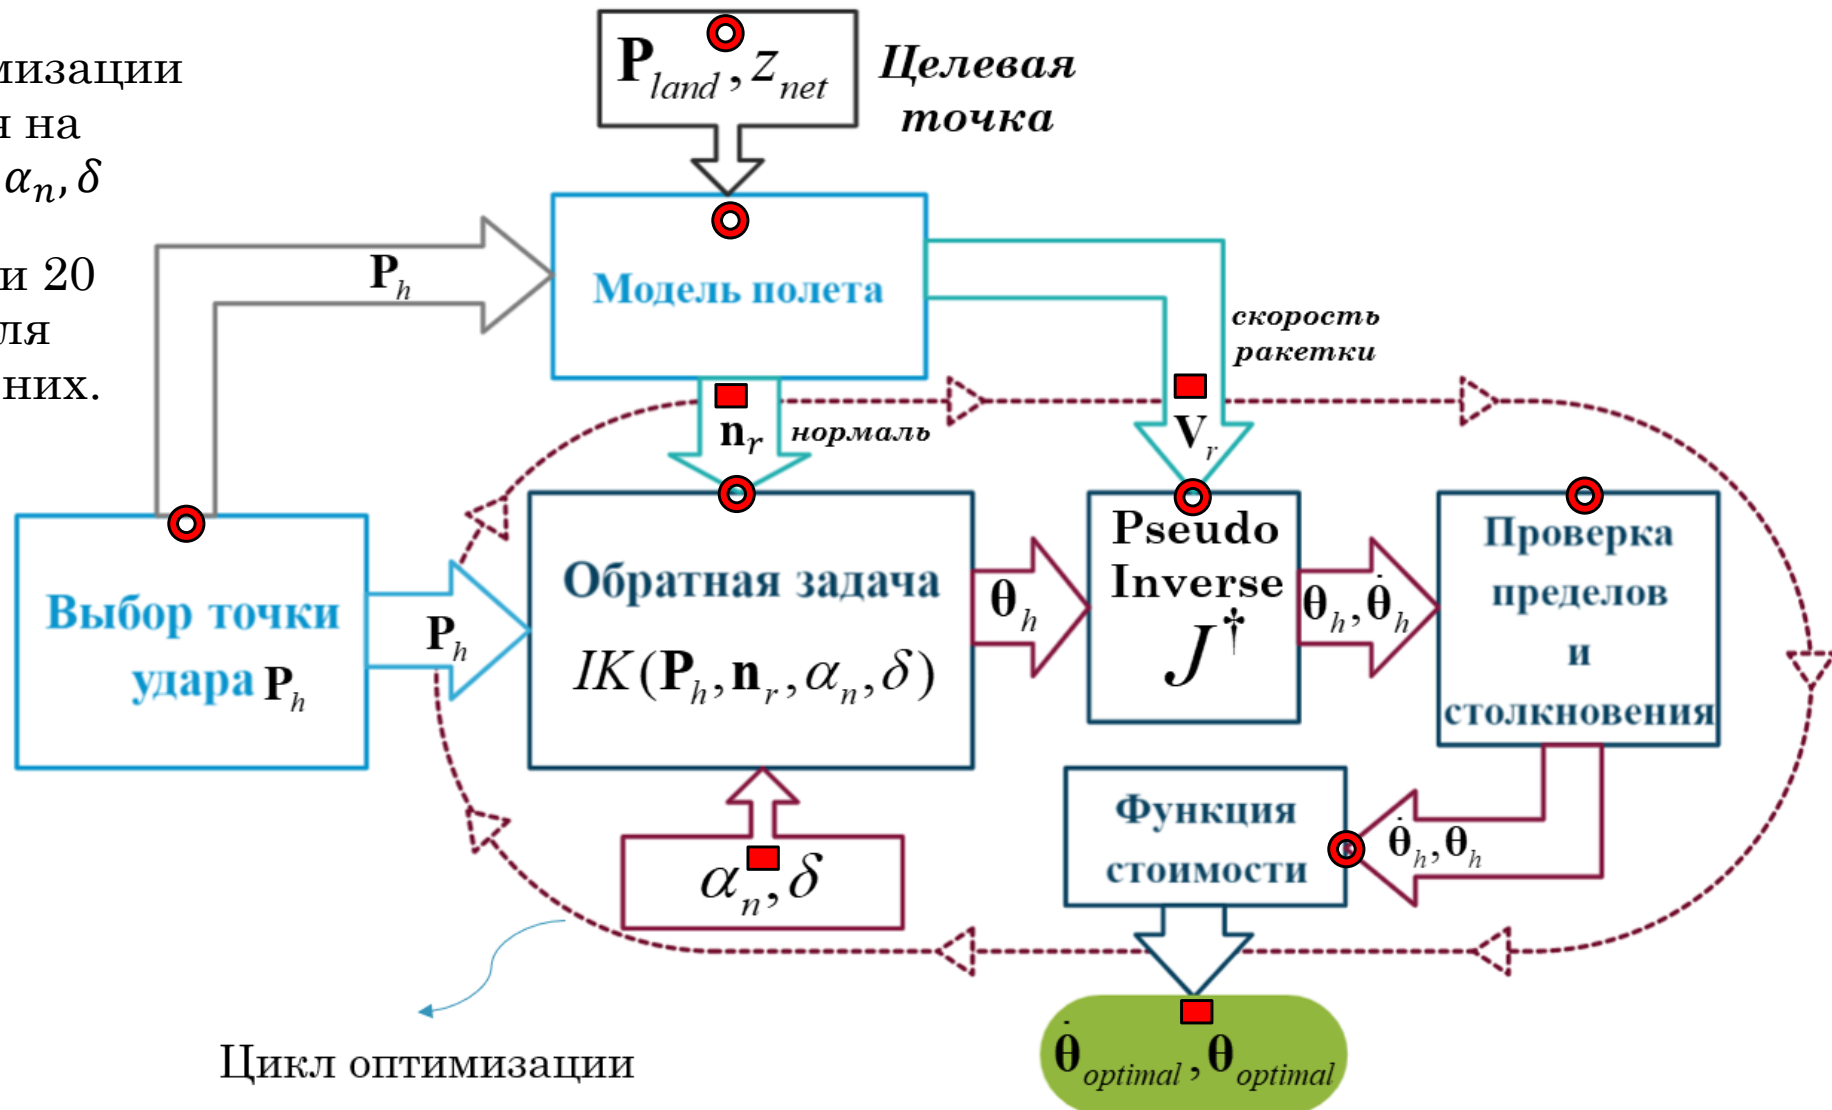 мизации
я на
αₙ, δ
и 20
ля
них.
P_land, z_net
Целевая
точка
P_h
Модель полета
скорость
ракетки
n_r
нормаль
V_r
Выбор точки
удара P_h
P_h
Обратная задача
IK(P_h, n_r, α_n, δ)
θ_h
Pseudo
Inverse
J†
θ_h, θ̇_h
Проверка
пределов
и
столкновения
α_n, δ
Функция
стоимости
θ̇_h, θ_h
θ̇_optimal, θ_optimal
Цикл оптимизации